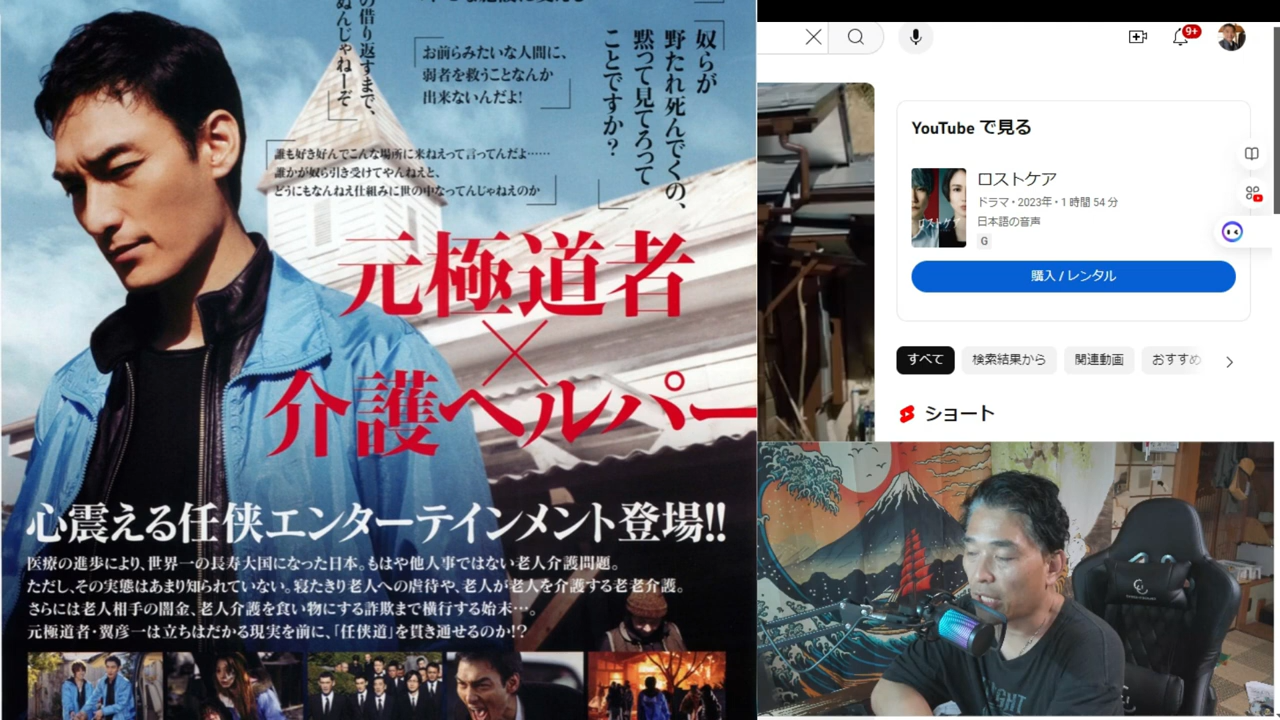 の借り返すまで、
ぬんじゃねーぞ
お前らみたいな人間に、
弱者を救うことなんか
出来ないんだよ!
奴らが
野たれ死んでくの、
黙って見てろって
ことですか?
誰も好き好んでこんな場所に来ねえって言ってんだよ……
誰かが奴ら引き受けてやんねえと、
どうにもなんねえ仕組みに世の中なってんじゃねえのか
元極道者
×
介護ヘルパー
心震える任侠エンターテインメント登場!!
医療の進歩により、世界一の長寿大国になった日本。もはや他人事ではない老人介護問題。
ただし、その実態はあまり知られていない。寝たきり老人への虐待や、老人が老人を介護する老老介護。
さらには老人相手の闇金、老人介護を食い物にする詐欺まで横行する始末…。
元極道者・翼彦一は立ちはだかる現実を前に、「任侠道」を貫き通せるのか!?
9+
YouTube で見る
ロストケア
ドラマ・2023年・1 時間 54 分
日本語の音声
G
ロストケア
購入 / レンタル
すべて
検索結果から
関連動画
おすすめ
ショート